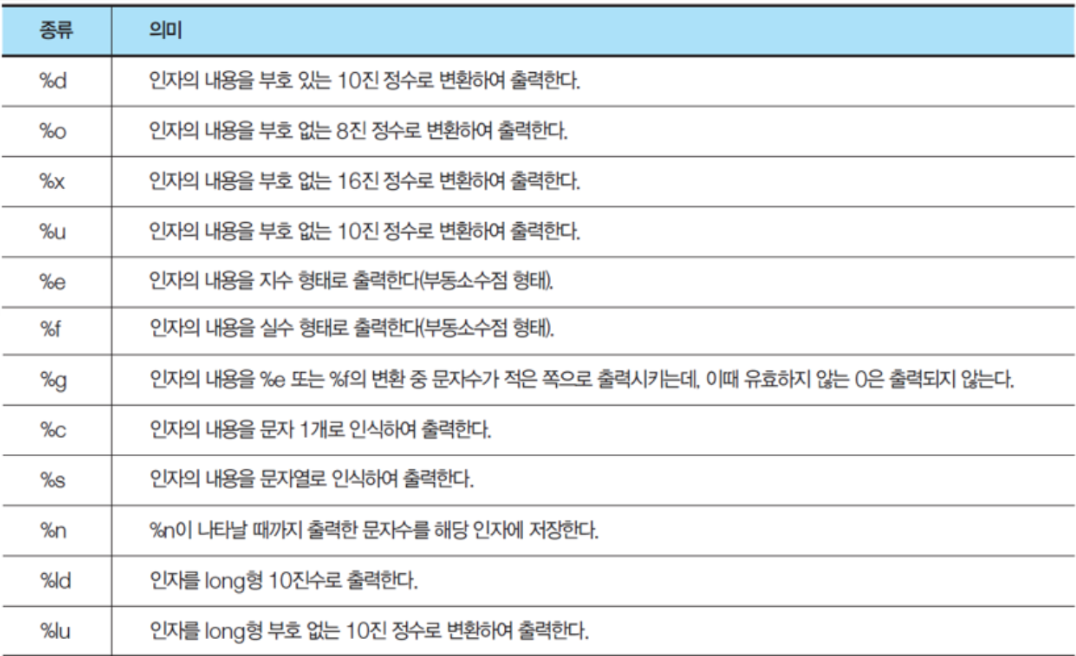 종류 의미
%d 인자의 내용을 부호 있는 10진 정수로 변환하여 출력한다.
%o 인자의 내용을 부호 없는 8진 정수로 변환하여 출력한다.
%x 인자의 내용을 부호 없는 16진 정수로 변환하여 출력한다.
%u 인자의 내용을 부호 없는 10진 정수로 변환하여 출력한다.
%e 인자의 내용을 지수 형태로 출력한다(부동소수점 형태).
%f 인자의 내용을 실수 형태로 출력한다(부동소수점 형태).
%g 인자의 내용을 %e 또는 %f의 변환 중 문자수가 적은 쪽으로 출력시키는데, 이때 유효하지 않는 0은 출력되지 않는다.
%c 인자의 내용을 문자 1개로 인식하여 출력한다.
%s 인자의 내용을 문자열로 인식하여 출력한다.
%n %n이 나타날 때까지 출력한 문자수를 해당 인자에 저장한다.
%ld 인자를 long형 10진수로 출력한다.
%lu 인자를 long형 부호 없는 10진 정수로 변환하여 출력한다.